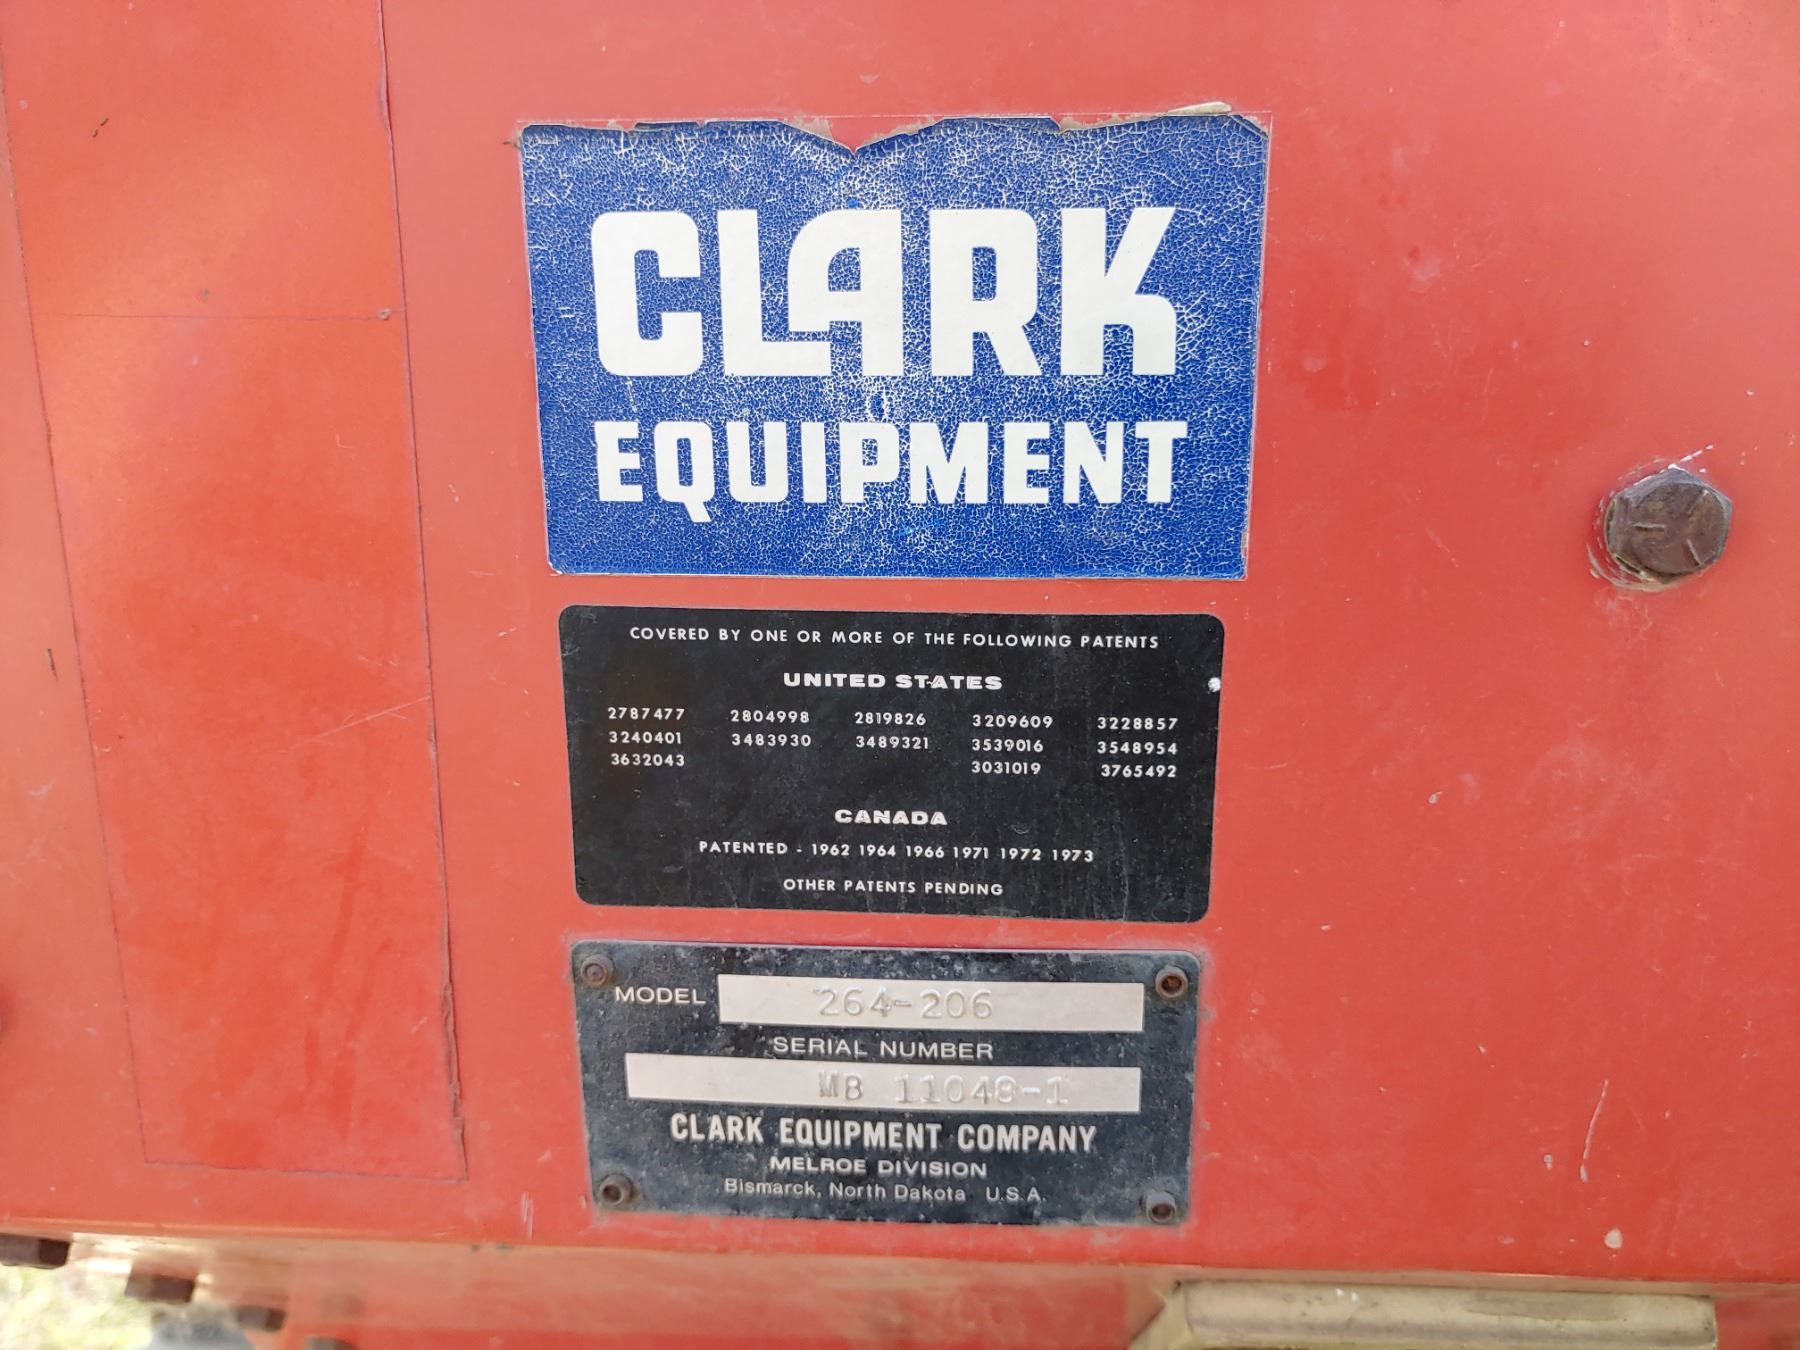 CLARK
EQUIPMENT
COVERED BY ONE OR MORE OF THE FOLLOWING PATENTS
UNITED STATES
2787477 2804998 2819826 3209609 3228857
3240401 3483930 3489321 3539016 3548954
3632043 3031019 3765492
CANADA
PATENTED - 1962 1964 1966 1971 1972 1973
OTHER PATENTS PENDING
MODEL 264-206
SERIAL NUMBER
MB 11048-1
CLARK EQUIPMENT COMPANY
MELROE DIVISION
Bismarck, North Dakota U.S.A.